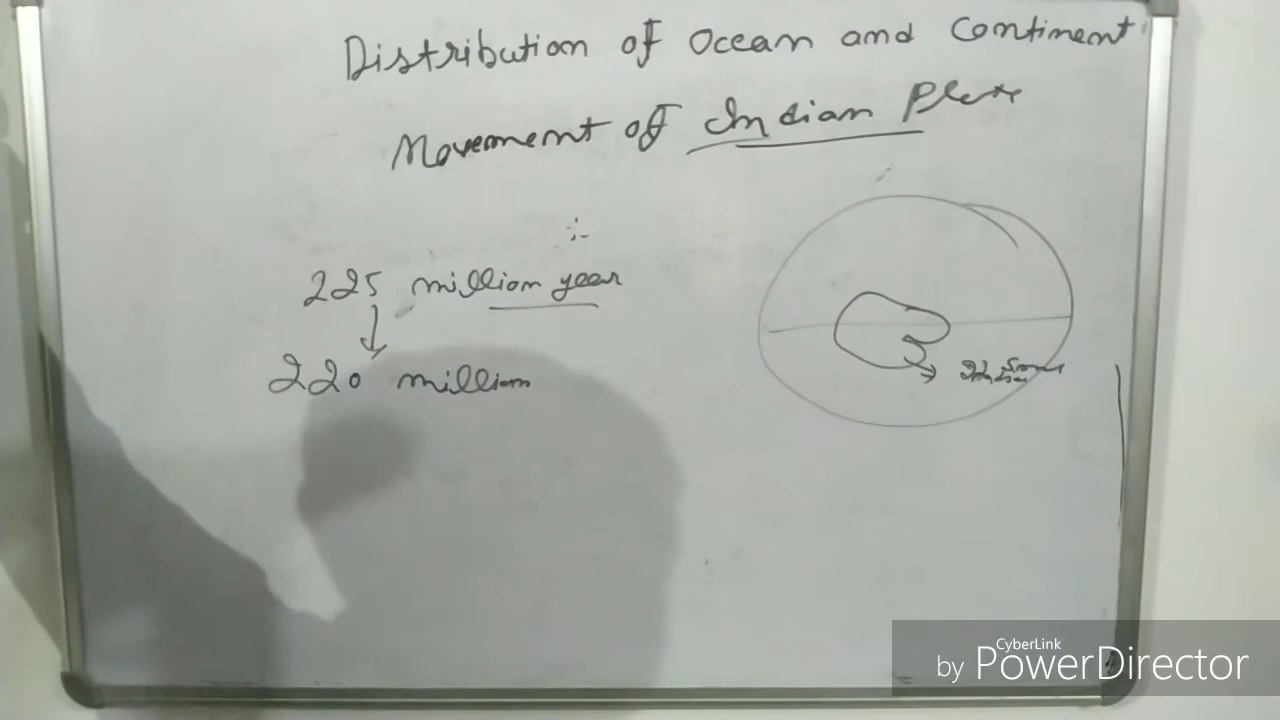 Distribution of Ocean and Continent
Movement of Indian Plate
:-
225 million year
220 million
CyberLink
by PowerDirector